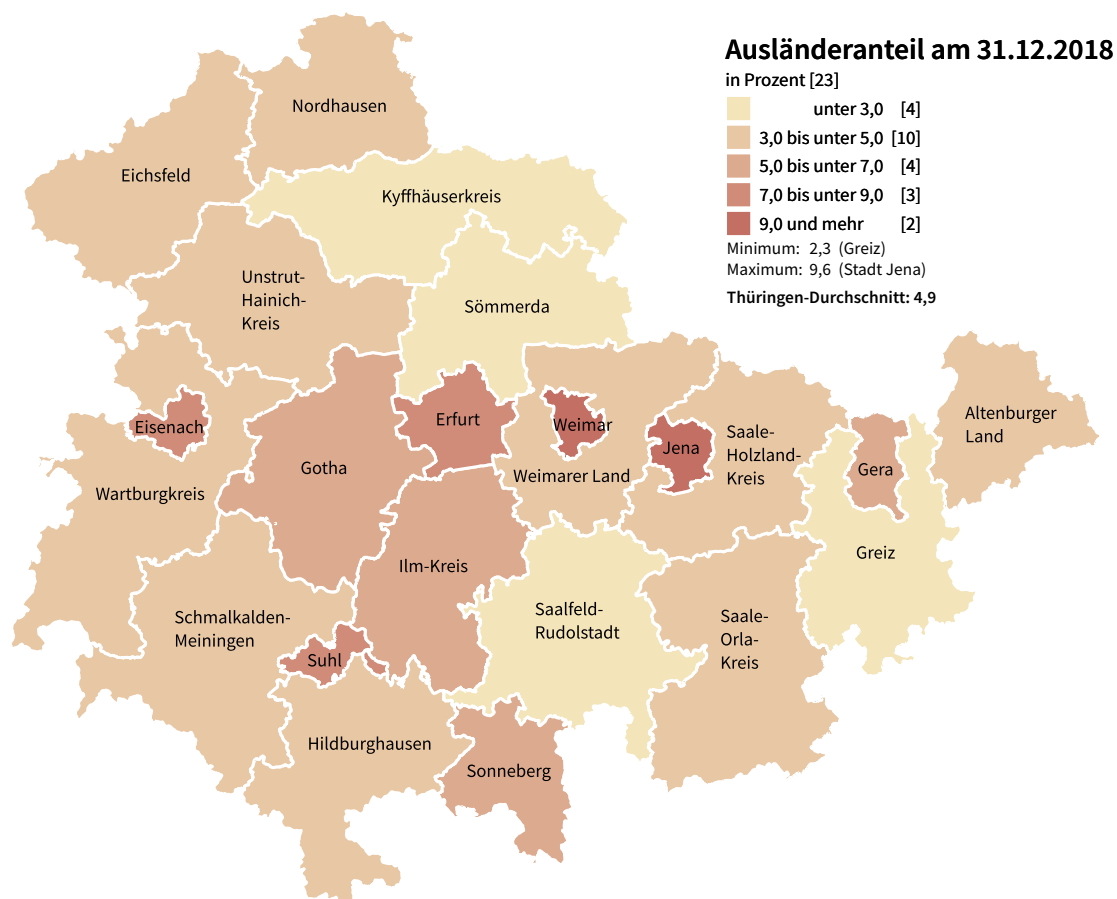 Ausländeranteil am 31.12.2018
in Prozent [23]
unter 3,0 [4]
3,0 bis unter 5,0 [10]
5,0 bis unter 7,0 [4]
7,0 bis unter 9,0 [3]
9,0 und mehr [2]
Minimum: 2,3 (Greiz)
Maximum: 9,6 (Stadt Jena)
Thüringen-Durchschnitt: 4,9
Nordhausen
Eichsfeld
Kyffhäuserkreis
Unstrut-
Hainich-
Kreis
Sömmerda
Eisenach
Erfurt
Weimar
Jena
Saale-
Holzland-
Kreis
Altenburger
Land
Gotha
Gera
Weimarer Land
Wartburgkreis
Greiz
Ilm-Kreis
Schmalkalden-
Meiningen
Saalfeld-
Rudolstadt
Saale-
Orla-
Kreis
Suhl
Hildburghausen
Sonneberg